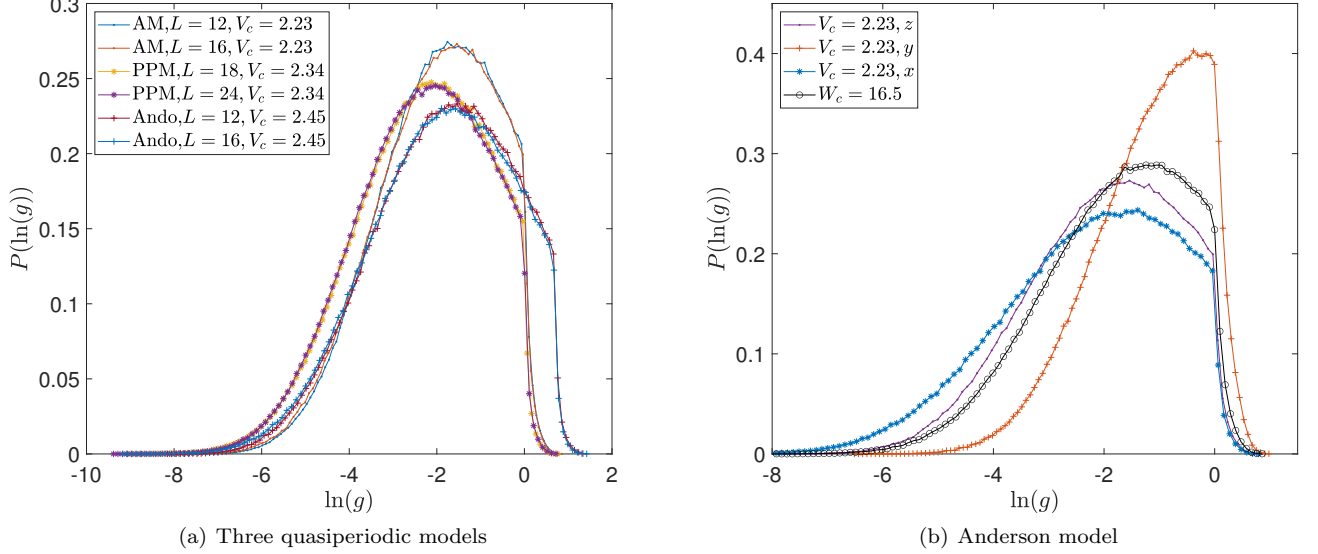 0.3
0.25
0.2
0.15
0.1
0.05
0
P(ln(g))
AM,L = 12, V_c = 2.23
AM,L = 16, V_c = 2.23
PPM,L = 18, V_c = 2.34
PPM,L = 24, V_c = 2.34
Ando,L = 12, V_c = 2.45
Ando,L = 16, V_c = 2.45
-10 -8 -6 -4 -2 0 2
ln(g)
(a) Three quasiperiodic models
0.4
0.3
0.2
0.1
0
P(ln(g))
V_c = 2.23, z
V_c = 2.23, y
V_c = 2.23, x
W_c = 16.5
-8 -6 -4 -2 0
ln(g)
(b) Anderson model